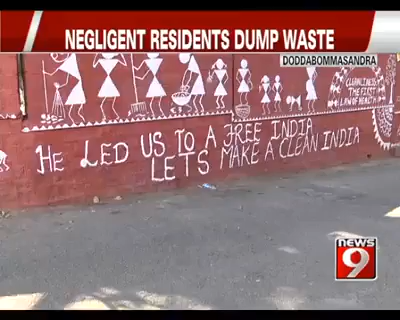 NEGLIGENT RESIDENTS DUMP WASTE
DODDABOMMASANDRA
CLEANLINESS
THE FIRST
LAW OF HEALTH
HE LED US TO A FREE INDIA
LETS MAKE A CLEAN INDIA
NEWS
9